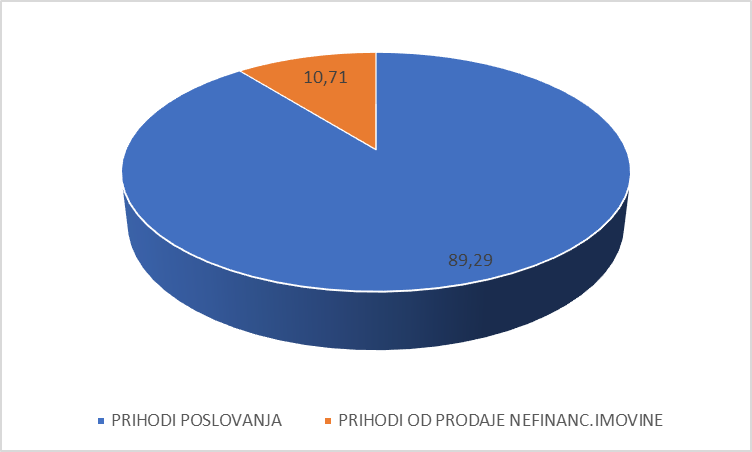 10,71
89,29
PRIHODI POSLOVANJA
PRIHODI OD PRODAJE NEFINANC.IMOVINE